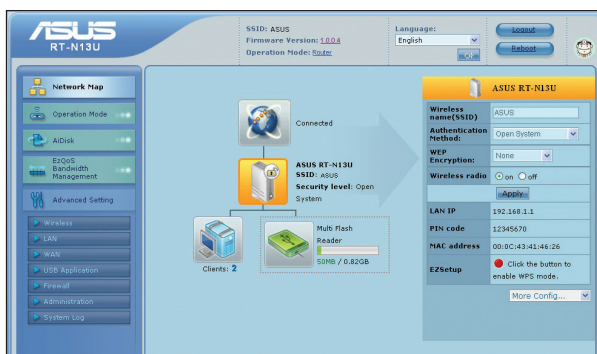 ASUS
RT-N13U
SSID: ASUS
Firmware Version: 1.0.0.4
Operation Mode: Router
Language:
English
Logout
Reboot
Network Map
Operation Mode
AiDisk
EzQoS
Bandwidth
Management
Advanced Setting
Wireless
LAN
WAN
USB Application
Firewall
Administration
System Log
Connected
ASUS RT-N13U
SSID: ASUS
Security level: Open
System
Clients: 2
Multi Flash
Reader
50MB / 0.82GB
ASUS RT-N13U
Wireless
name(SSID)
ASUS
Authentication
Method:
Open System
WEP
Encryption:
None
Wireless radio
on
off
Apply
LAN IP
192.168.1.1
PIN code
12345670
MAC address
00:0C:43:41:46:26
EZSetup
Click the button to
enable WPS mode.
More Config...